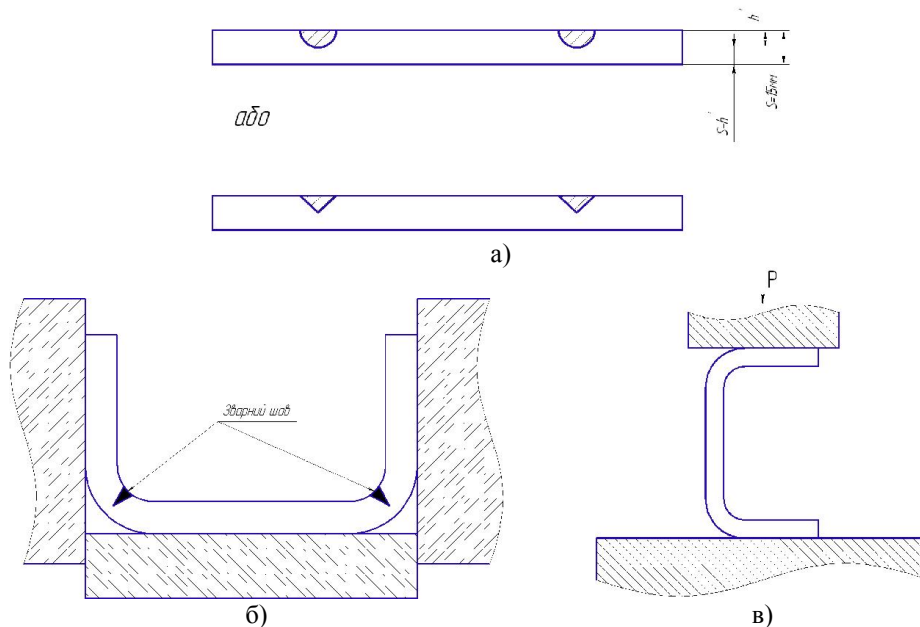 h
S=15мм
S-h
або
а)
P
Зварний шов
б)
в)